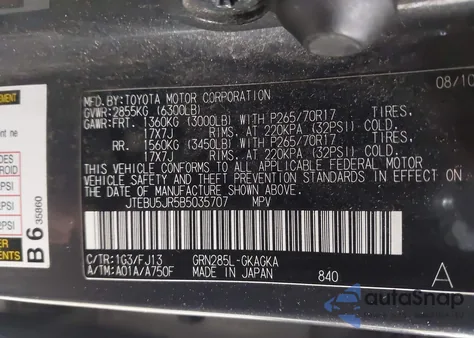 MFD.BY:TOYOTA MOTOR CORPORATION 08/10
GVWR: 2855KG (6300LB)
GAWR:FRT. 1360KG (3000LB) WITH P265/70R17 TIRES,
17X7J RIMS, AT 220KPA (32PSI) COLD.
RR. 1560KG (3450LB) WITH P265/70R17 TIRES,
17X7J RIMS, AT 220KPA (32PSI) COLD.
THIS VEHICLE CONFORMS TO ALL APPLICABLE FEDERAL MOTOR
VEHICLE SAFETY AND THEFT PREVENTION STANDARDS IN EFFECT ON
THE DATE OF MANUFACTURE SHOWN ABOVE.
JTEBU5JR5B5035707 MPV
C/TR:1G3/FJ13 GRN285L-GKAGKA
A/TM:A01A/A750F MADE IN JAPAN 840 A
B6 35860
autoSnap